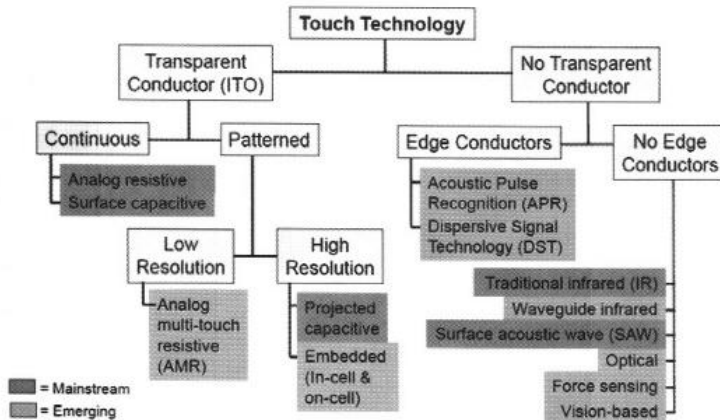 Touch Technology
Transparent
Conductor (ITO)
No Transparent
Conductor
Continuous
Patterned
Edge Conductors
No Edge
Conductors
Analog resistive
Surface capacitive
Acoustic Pulse
Recognition (APR)
Dispersive Signal
Technology (DST)
Low
Resolution
High
Resolution
Analog
multi-touch
resistive
(AMR)
Projected
capacitive
Embedded
(In-cell &
on-cell)
Traditional infrared (IR)
Waveguide infrared
Surface acoustic wave (SAW)
Optical
Force sensing
Vision-based
= Mainstream
= Emerging